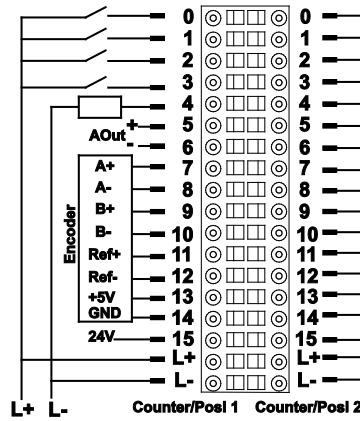 0 0
1 1
2 2
3 3
4 4
+ 5 5
AOut
- 6 6
A+ 7 7
A- 8 8
B+ 9 9
B- 10 10
Ref+ 11 11
Ref- 12 12
+5V 13 13
GND 14 14
Encoder
24V 15 15
L+ L+
L- L-
L+ L- Counter/Posi 1 Counter/Posi 2